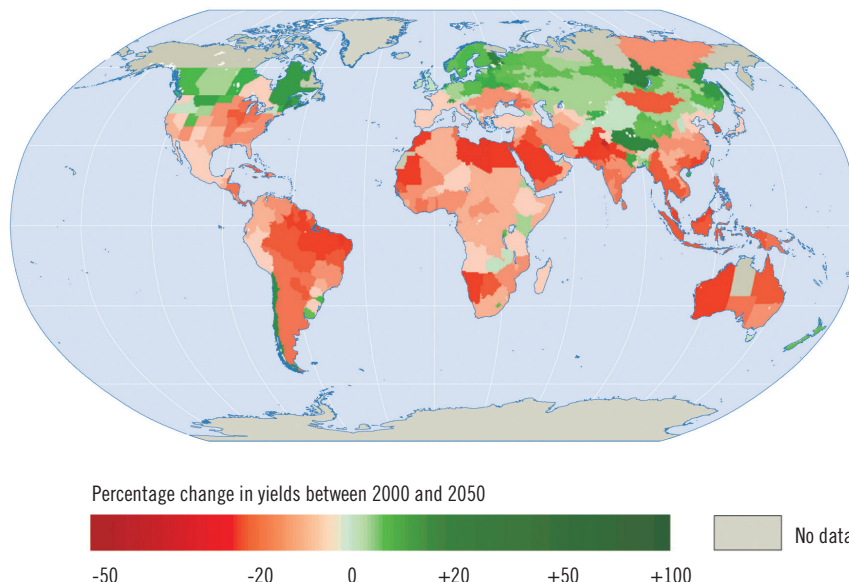 Percentage change in yields between 2000 and 2050
No data
-50 -20 0 +20 +50 +100